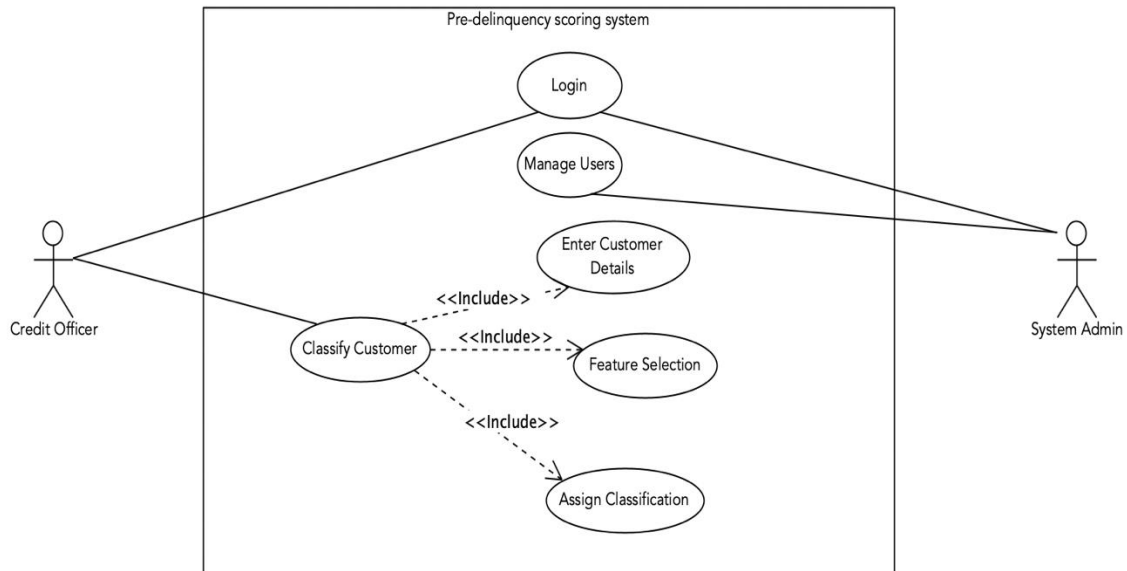 Pre-delinquency scoring system
Login
Manage Users
Enter Customer
Details
<<Include>>
Credit Officer
System Admin
<<Include>>
Classify Customer
Feature Selection
<<Include>>
Assign Classification